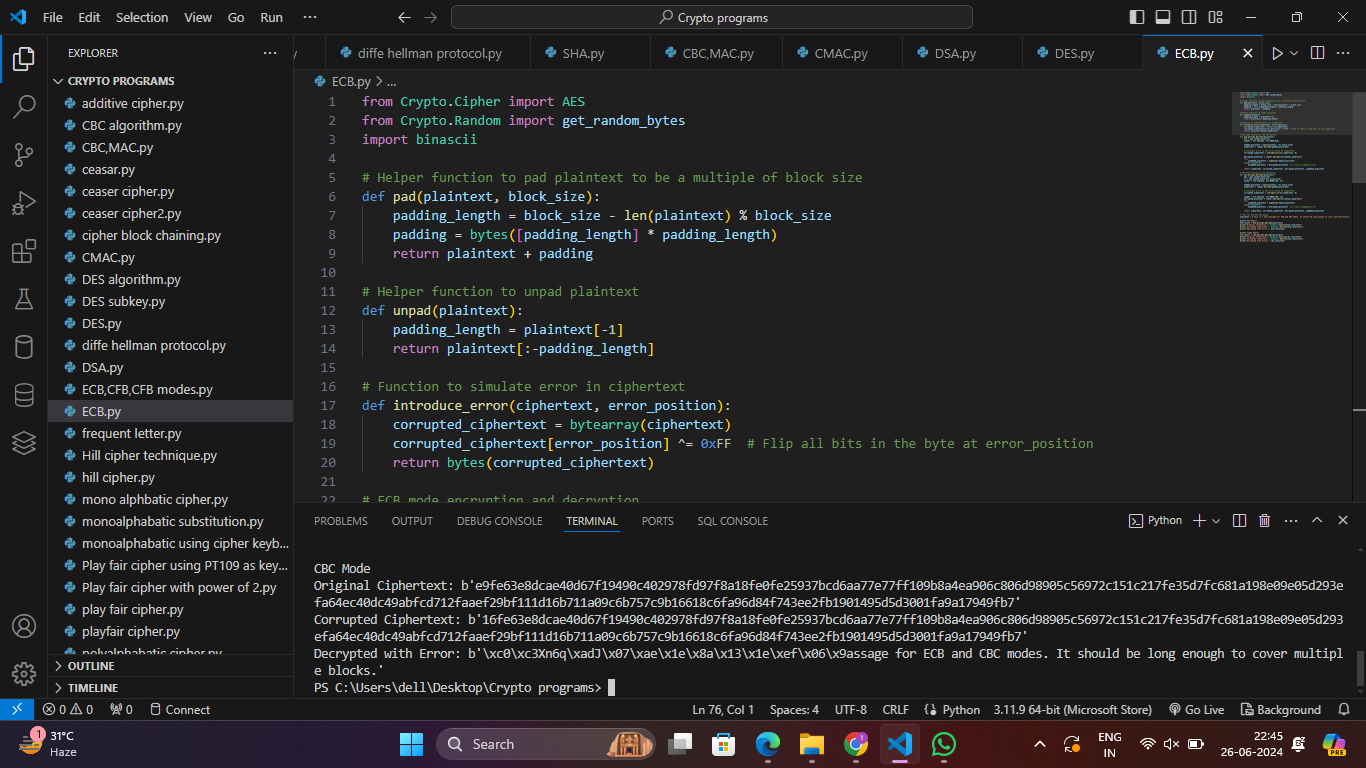 File Edit Selection View Go Run ··· Crypto programs
EXPLORER
CRYPTO PROGRAMS
additive cipher.py
CBC algorithm.py
CBC,MAC.py
ceasar.py
ceaser cipher.py
ceaser cipher2.py
cipher block chaining.py
CMAC.py
DES algorithm.py
DES subkey.py
DES.py
diffe hellman protocol.py
DSA.py
ECB,CFB,CFB modes.py
ECB.py
frequent letter.py
Hill cipher technique.py
hill cipher.py
mono alphbatic cipher.py
monoalphabatic substitution.py
monoalphabatic using cipher keyb...
Play fair cipher using PT109 as key...
Play fair cipher with power of 2.py
play fair cipher.py
playfair cipher.py
polyalphabatic cipher.py
OUTLINE
TIMELINE
diffe hellman protocol.py SHA.py CBC,MAC.py CMAC.py DSA.py DES.py ECB.py
ECB.py > ...
1 from Crypto.Cipher import AES
2 from Crypto.Random import get_random_bytes
3 import binascii
4
5 # Helper function to pad plaintext to be a multiple of block size
6 def pad(plaintext, block_size):
7 padding_length = block_size - len(plaintext) % block_size
8 padding = bytes([padding_length] * padding_length)
9 return plaintext + padding
10
11 # Helper function to unpad plaintext
12 def unpad(plaintext):
13 padding_length = plaintext[-1]
14 return plaintext[:-padding_length]
15
16 # Function to simulate error in ciphertext
17 def introduce_error(ciphertext, error_position):
18 corrupted_ciphertext = bytearray(ciphertext)
19 corrupted_ciphertext[error_position] ^= 0xFF # Flip all bits in the byte at error_position
20 return bytes(corrupted_ciphertext)
21
22 # ECB mode encryption and decryption
PROBLEMS OUTPUT DEBUG CONSOLE TERMINAL PORTS SQL CONSOLE Python
CBC Mode
Original Ciphertext: b'e9fe63e8dcae40d67f19490c402978fd97f8a18fe0fe25937bcd6aa77e77ff109b8a4ea906c806d98905c56972c151c217fe35d7fc681a198e09e05d293e
fa64ec40dc49abfcd712faaef29bf111d16b711a09c6b757c9b16618c6fa96d84f743ee2fb1901495d5d3001fa9a17949fb7'
Corrupted Ciphertext: b'16fe63e8dcae40d67f19490c402978fd97f8a18fe0fe25937bcd6aa77e77ff109b8a4ea906c806d98905c56972c151c217fe35d7fc681a198e09e05d293
efa64ec40dc49abfcd712faaef29bf111d16b711a09c6b757c9b16618c6fa96d84f743ee2fb1901495d5d3001fa9a17949fb7'
Decrypted with Error: b'\xc0\xc3Xn6q\xadJ\x07\xae\x1e\x8a\x13\x1e\xef\x06\x9assage for ECB and CBC modes. It should be long enough to cover multipl
e blocks.'
PS C:\Users\dell\Desktop\Crypto programs>
0 0 0 Connect Ln 76, Col 1 Spaces: 4 UTF-8 CRLF Python 3.11.9 64-bit (Microsoft Store) Go Live Background
1 31°C
Haze
Search
ENG
IN
22:45
26-06-2024
PRE